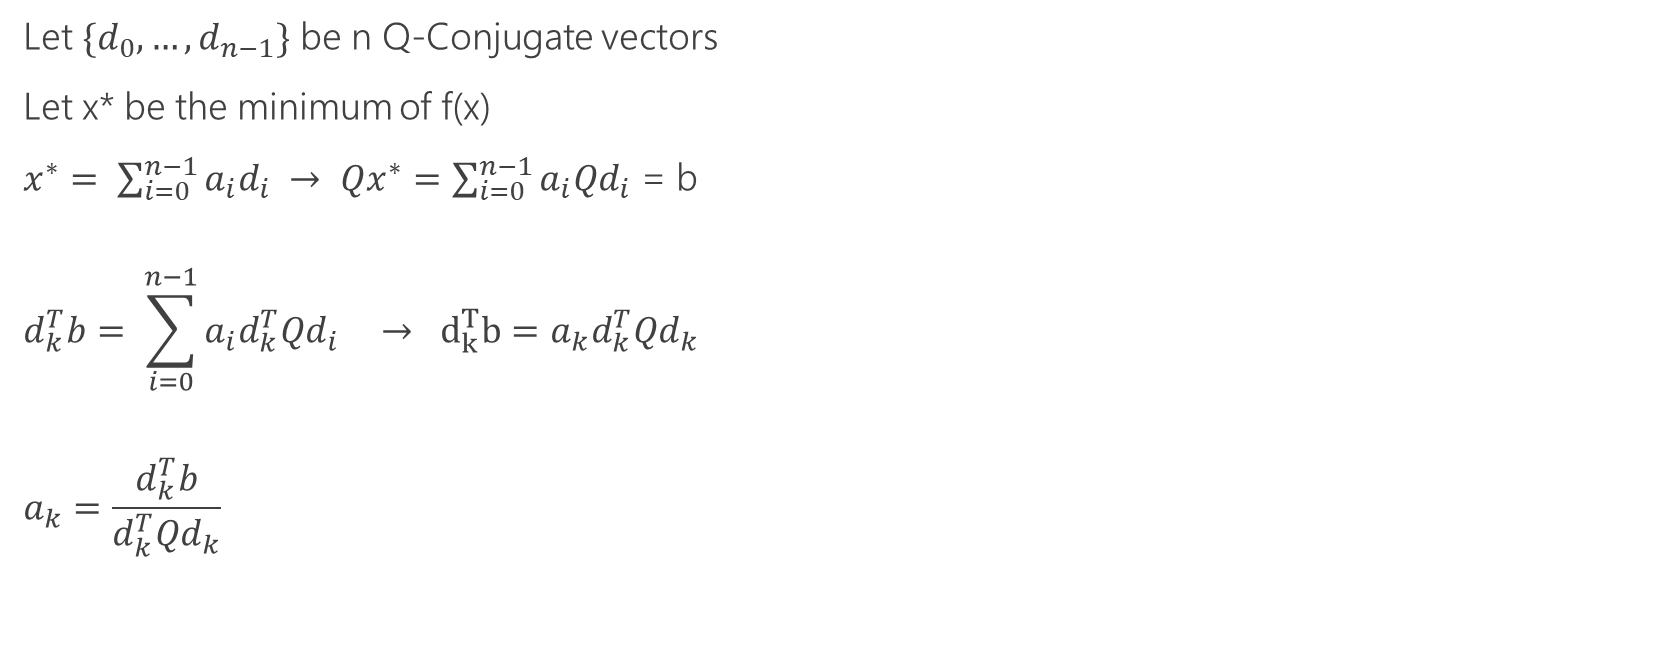 Let {d₀, … , dₙ₋₁} be n Q-Conjugate vectors
Let x* be the minimum of f(x)
x* = ∑ᵢ₌₀ⁿ⁻¹ aᵢdᵢ → Qx* = ∑ᵢ₌₀ⁿ⁻¹ aᵢQdᵢ = b
dₖᵀb = ∑ᵢ₌₀ⁿ⁻¹ aᵢdₖᵀQdᵢ → dₖᵀb = aₖdₖᵀQdₖ
aₖ = dₖᵀb / dₖᵀQdₖ